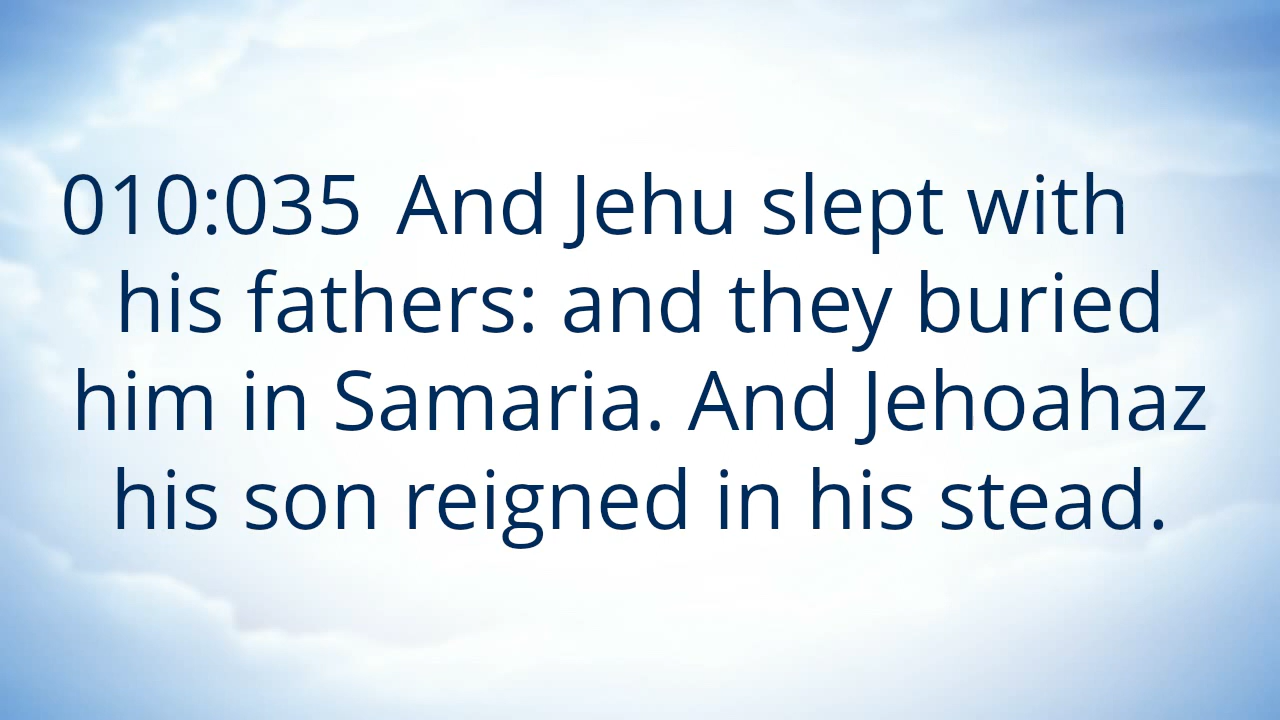 010:035 And Jehu slept with
his fathers: and they buried
him in Samaria. And Jehoahaz
his son reigned in his stead.